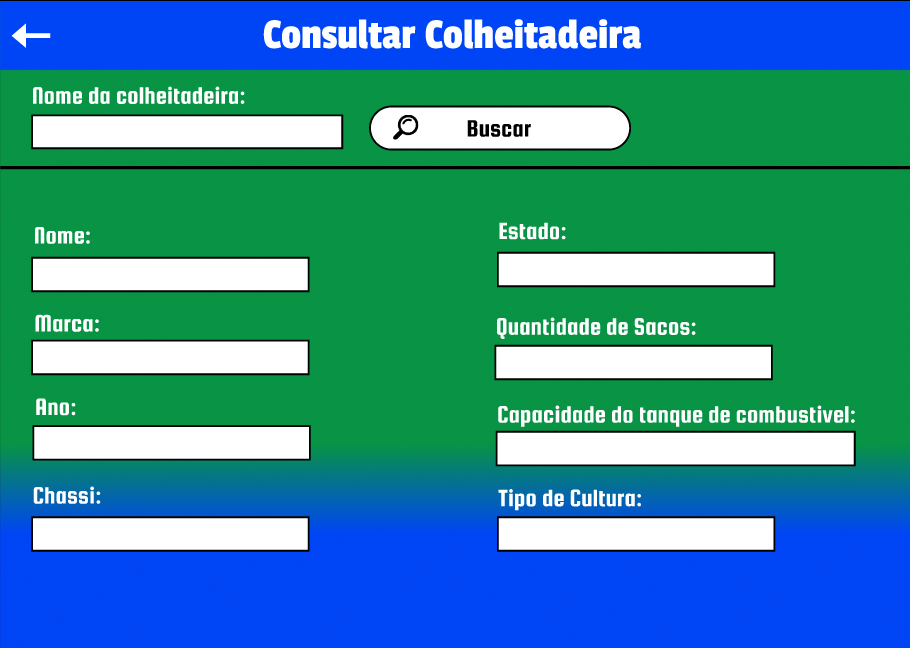 Consultar Colheitadeira
Nome da colheitadeira:
Buscar
Nome:
Estado:
Marca:
Quantidade de Sacos:
Ano:
Capacidade do tanque de combustivel:
Chassi:
Tipo de Cultura: